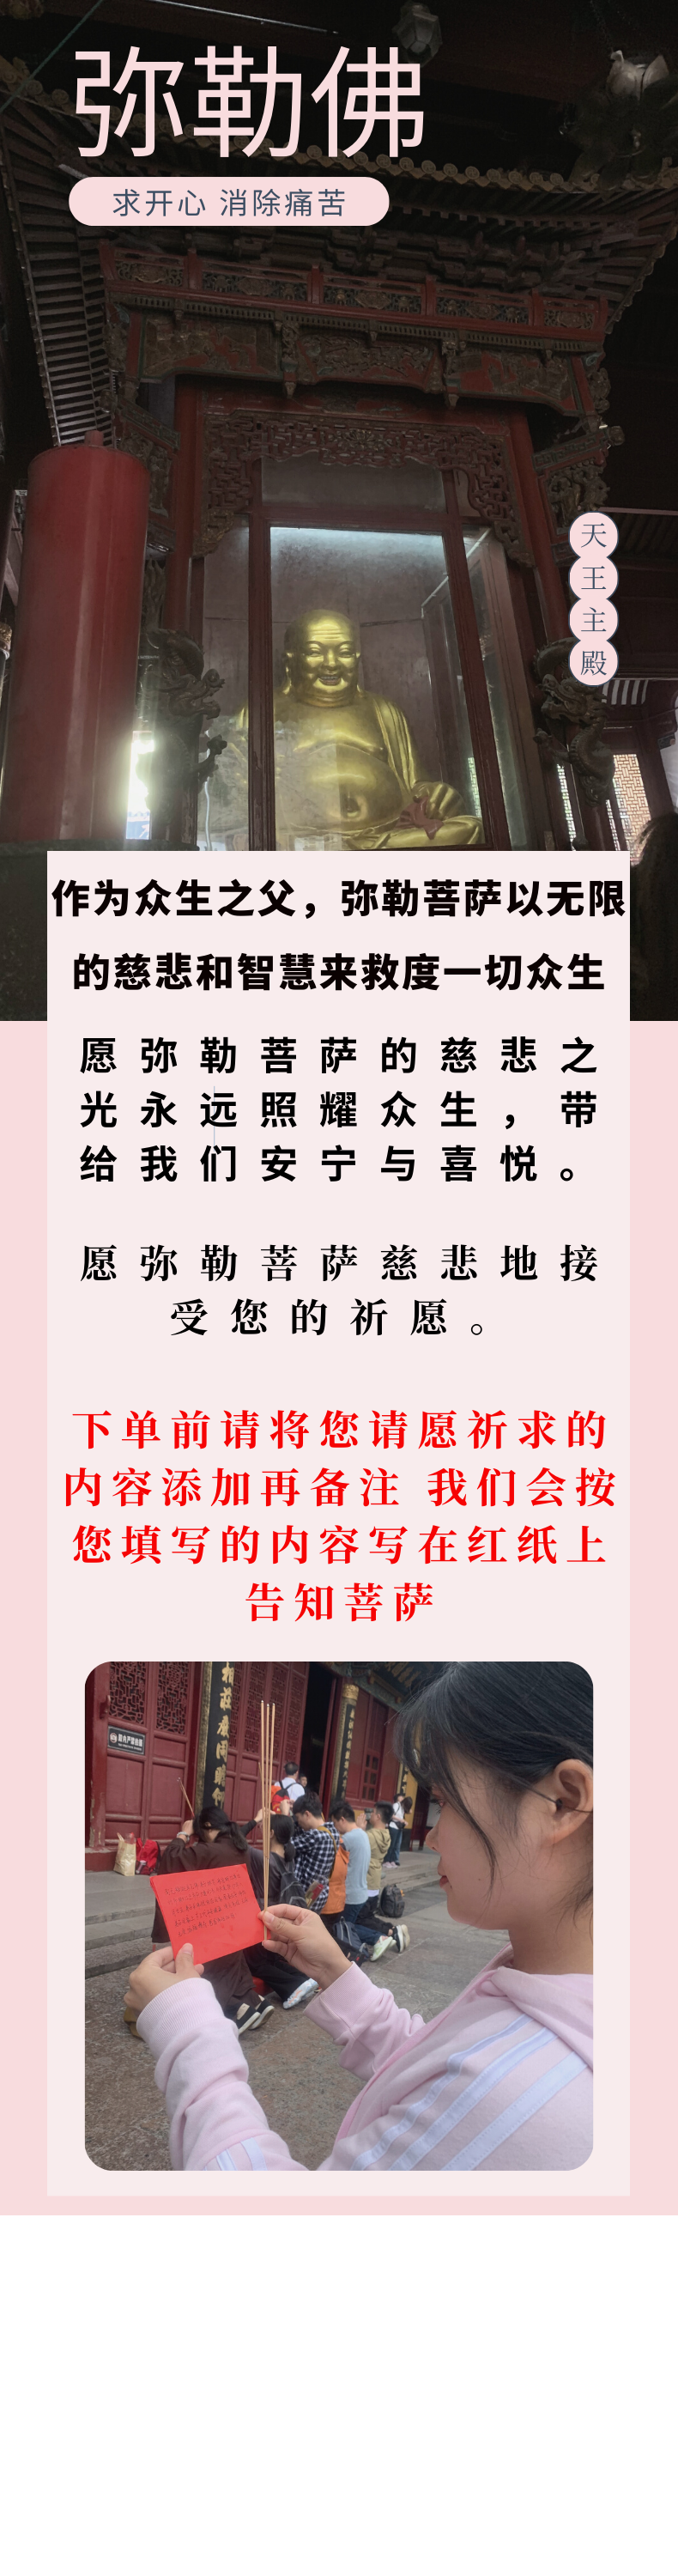 弥勒佛
求开心 消除痛苦
天
王
主
殿
作为众生之父，弥勒菩萨以无限
的慈悲和智慧来救度一切众生
愿弥勒菩萨的慈悲之
光永远照耀众生，带
给我们安宁与喜悦。
愿弥勒菩萨慈悲地接
受您的祈愿。
下单前请将您请愿祈求的
内容添加再备注 我们会按
您填写的内容写在红纸上
告知菩萨